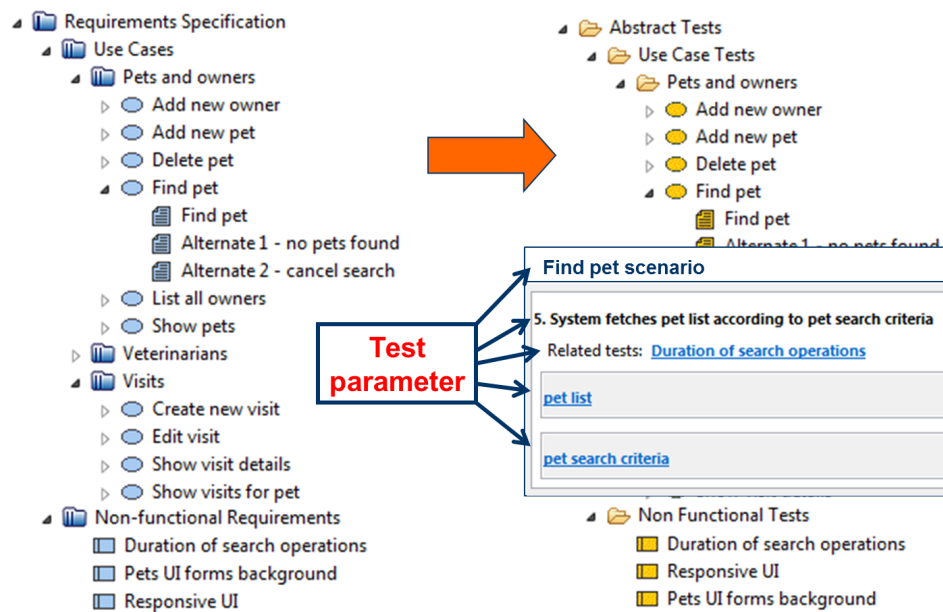 Requirements Specification
Use Cases
Pets and owners
Add new owner
Add new pet
Delete pet
Find pet
Find pet
Alternate 1 - no pets found
Alternate 2 - cancel search
List all owners
Show pets
Veterinarians
Visits
Create new visit
Edit visit
Show visit details
Show visits for pet
Non-functional Requirements
Duration of search operations
Pets UI forms background
Responsive UI
Test
parameter
Abstract Tests
Use Case Tests
Pets and owners
Add new owner
Add new pet
Delete pet
Find pet
Find pet
Alternate 1 - no pets found
Find pet scenario
5. System fetches pet list according to pet search criteria
Related tests: Duration of search operations
pet list
pet search criteria
Non Functional Tests
Duration of search operations
Responsive UI
Pets UI forms background